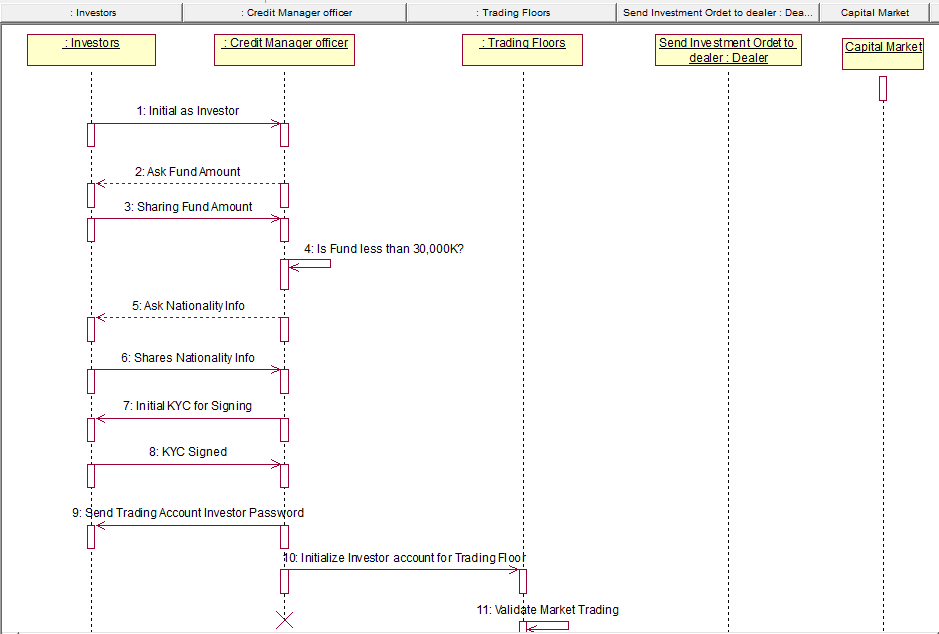 : Investors
: Credit Manager officer
: Trading Floors
Send Investment Ordet to dealer : Dea...
Capital Market
: Investors
: Credit Manager officer
: Trading Floors
Send Investment Ordet to
dealer : Dealer
Capital Market
1: Initial as Investor
2: Ask Fund Amount
3: Sharing Fund Amount
4: Is Fund less than 30,000K?
5: Ask Nationality Info
6: Shares Nationality Info
7: Initial KYC for Signing
8: KYC Signed
9: Send Trading Account Investor Password
10: Initialize Investor account for Trading Floor
11: Validate Market Trading